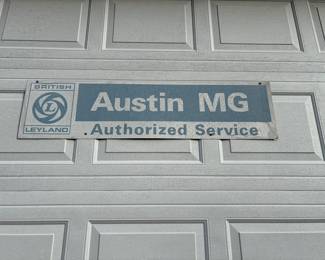 BRITISH
L
LEYLAND
Austin MG
Authorized Service